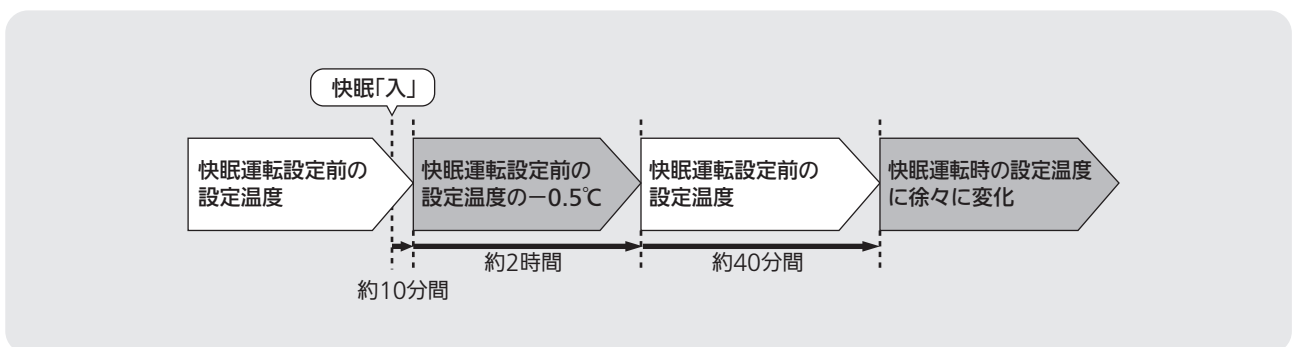 快眠「入」
快眠運転設定前の
設定温度
快眠運転設定前の
設定温度の－0.5℃
快眠運転設定前の
設定温度
快眠運転時の設定温度
に徐々に変化
約10分間
約2時間
約40分間